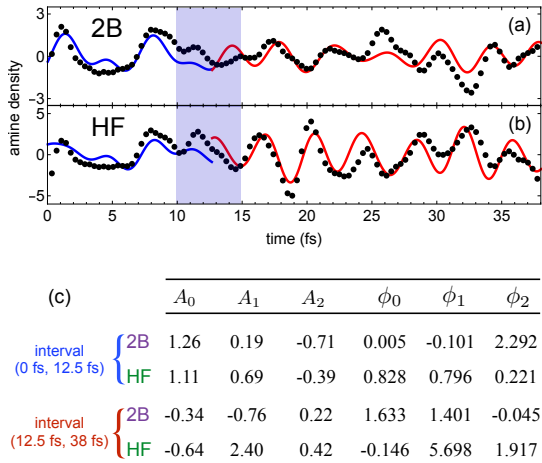 2B (a)
3
0
-3
amine density
HF (b)
5
0
-5
0 5 10 15 20 25 30 35
time (fs)
(c) A0 A1 A2 ϕ0 ϕ1 ϕ2
interval (0 fs, 12.5 fs)
2B 1.26 0.19 -0.71 0.005 -0.101 2.292
HF 1.11 0.69 -0.39 0.828 0.796 0.221
interval (12.5 fs, 38 fs)
2B -0.34 -0.76 0.22 1.633 1.401 -0.045
HF -0.64 2.40 0.42 -0.146 5.698 1.917